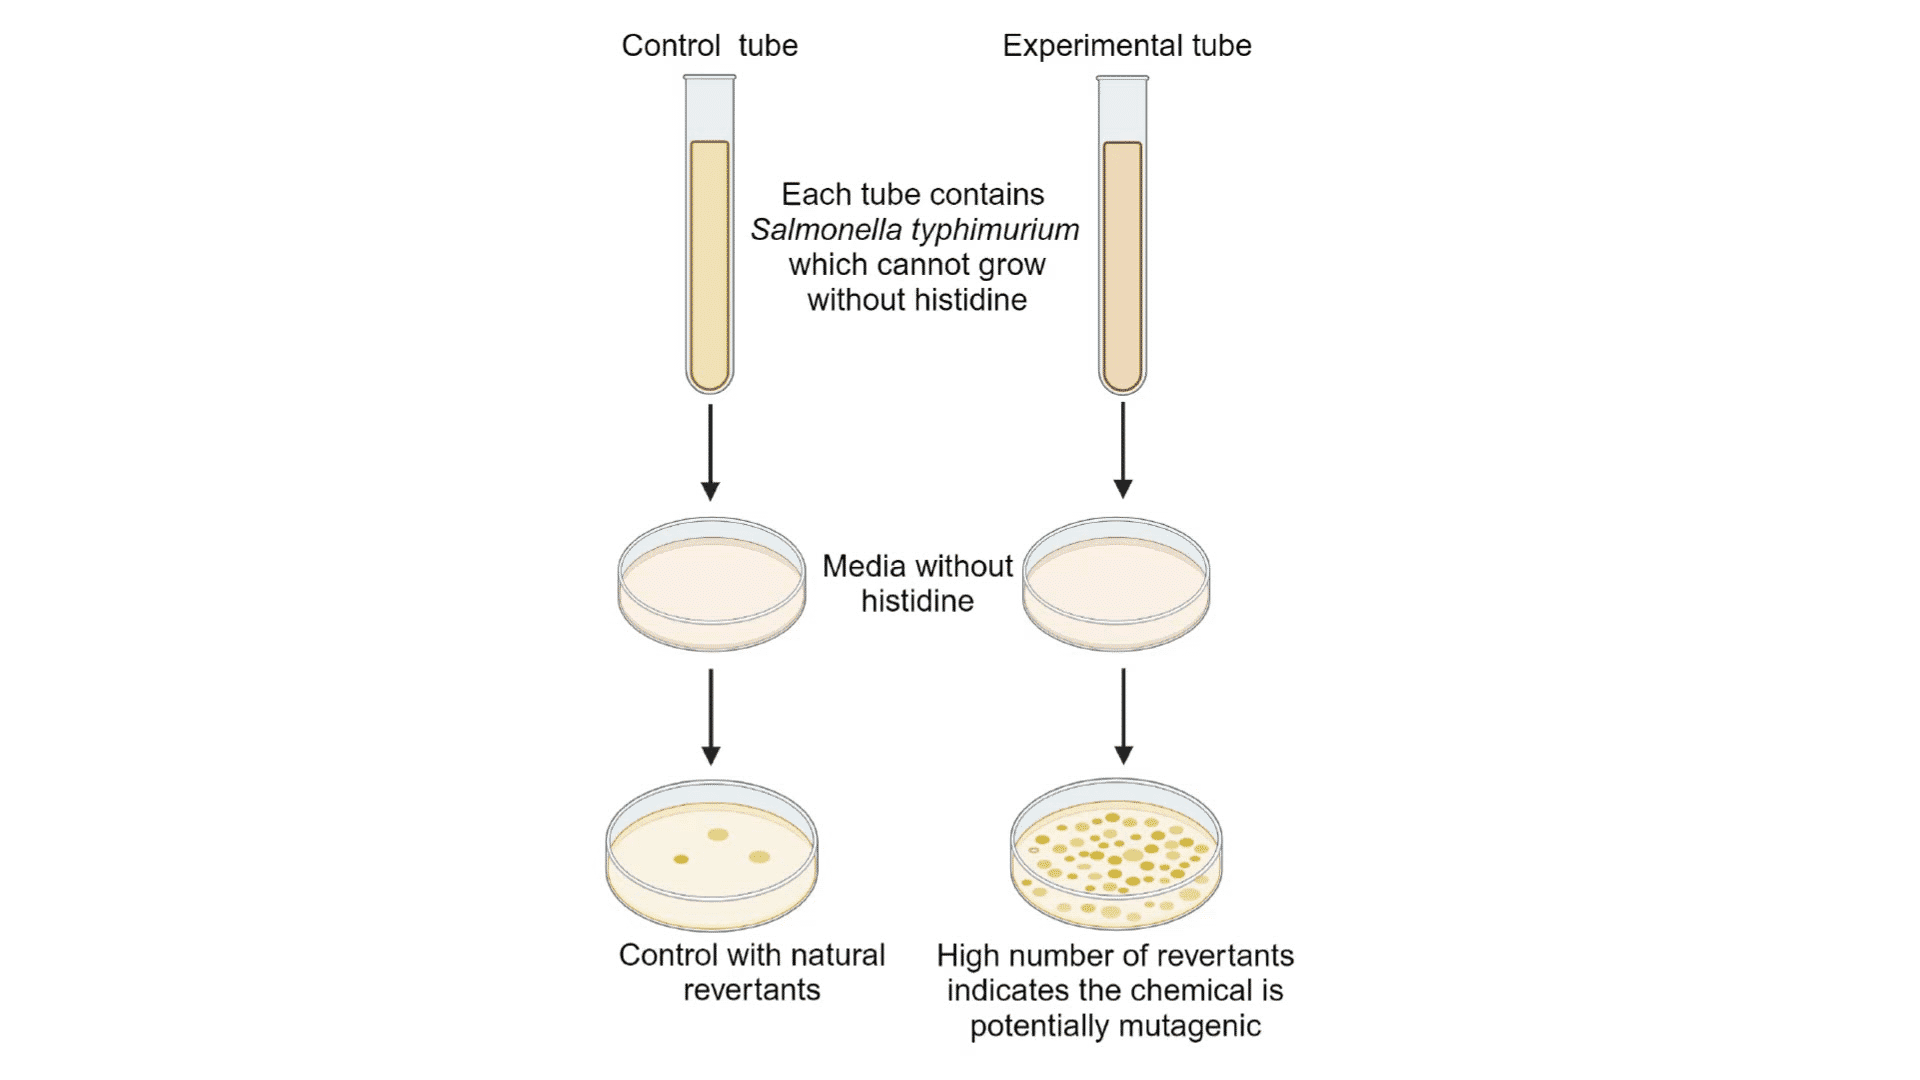 Control tube
Experimental tube
Each tube contains
Salmonella typhimurium
which cannot grow
without histidine
Media without
histidine
Control with natural
revertants
High number of revertants
indicates the chemical is
potentially mutagenic